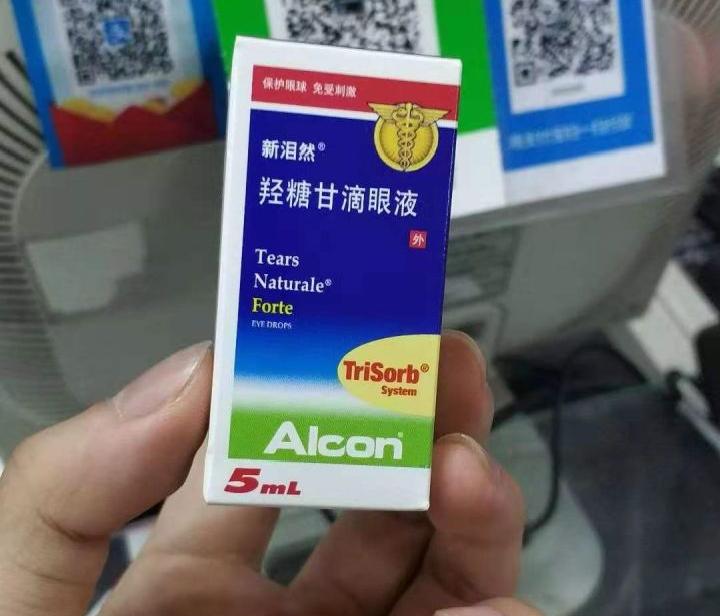 保护眼球 免受刺激
新泪然®
羟糖甘滴眼液
外
Tears
Naturale®
Forte
EYE DROPS
TriSorb®
System
Alcon®
5mL